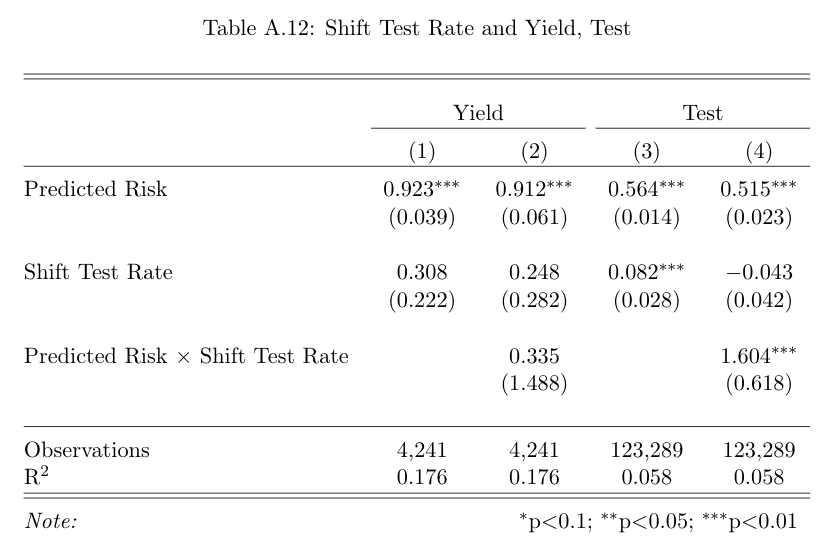 Table A.12: Shift Test Rate and Yield, Test
Yield Test
(1) (2) (3) (4)
Predicted Risk 0.923*** 0.912*** 0.564*** 0.515***
(0.039) (0.061) (0.014) (0.023)
Shift Test Rate 0.308 0.248 0.082*** −0.043
(0.222) (0.282) (0.028) (0.042)
Predicted Risk × Shift Test Rate 0.335 1.604***
(1.488) (0.618)
Observations 4,241 4,241 123,289 123,289
R² 0.176 0.176 0.058 0.058
Note: *p<0.1; **p<0.05; ***p<0.01